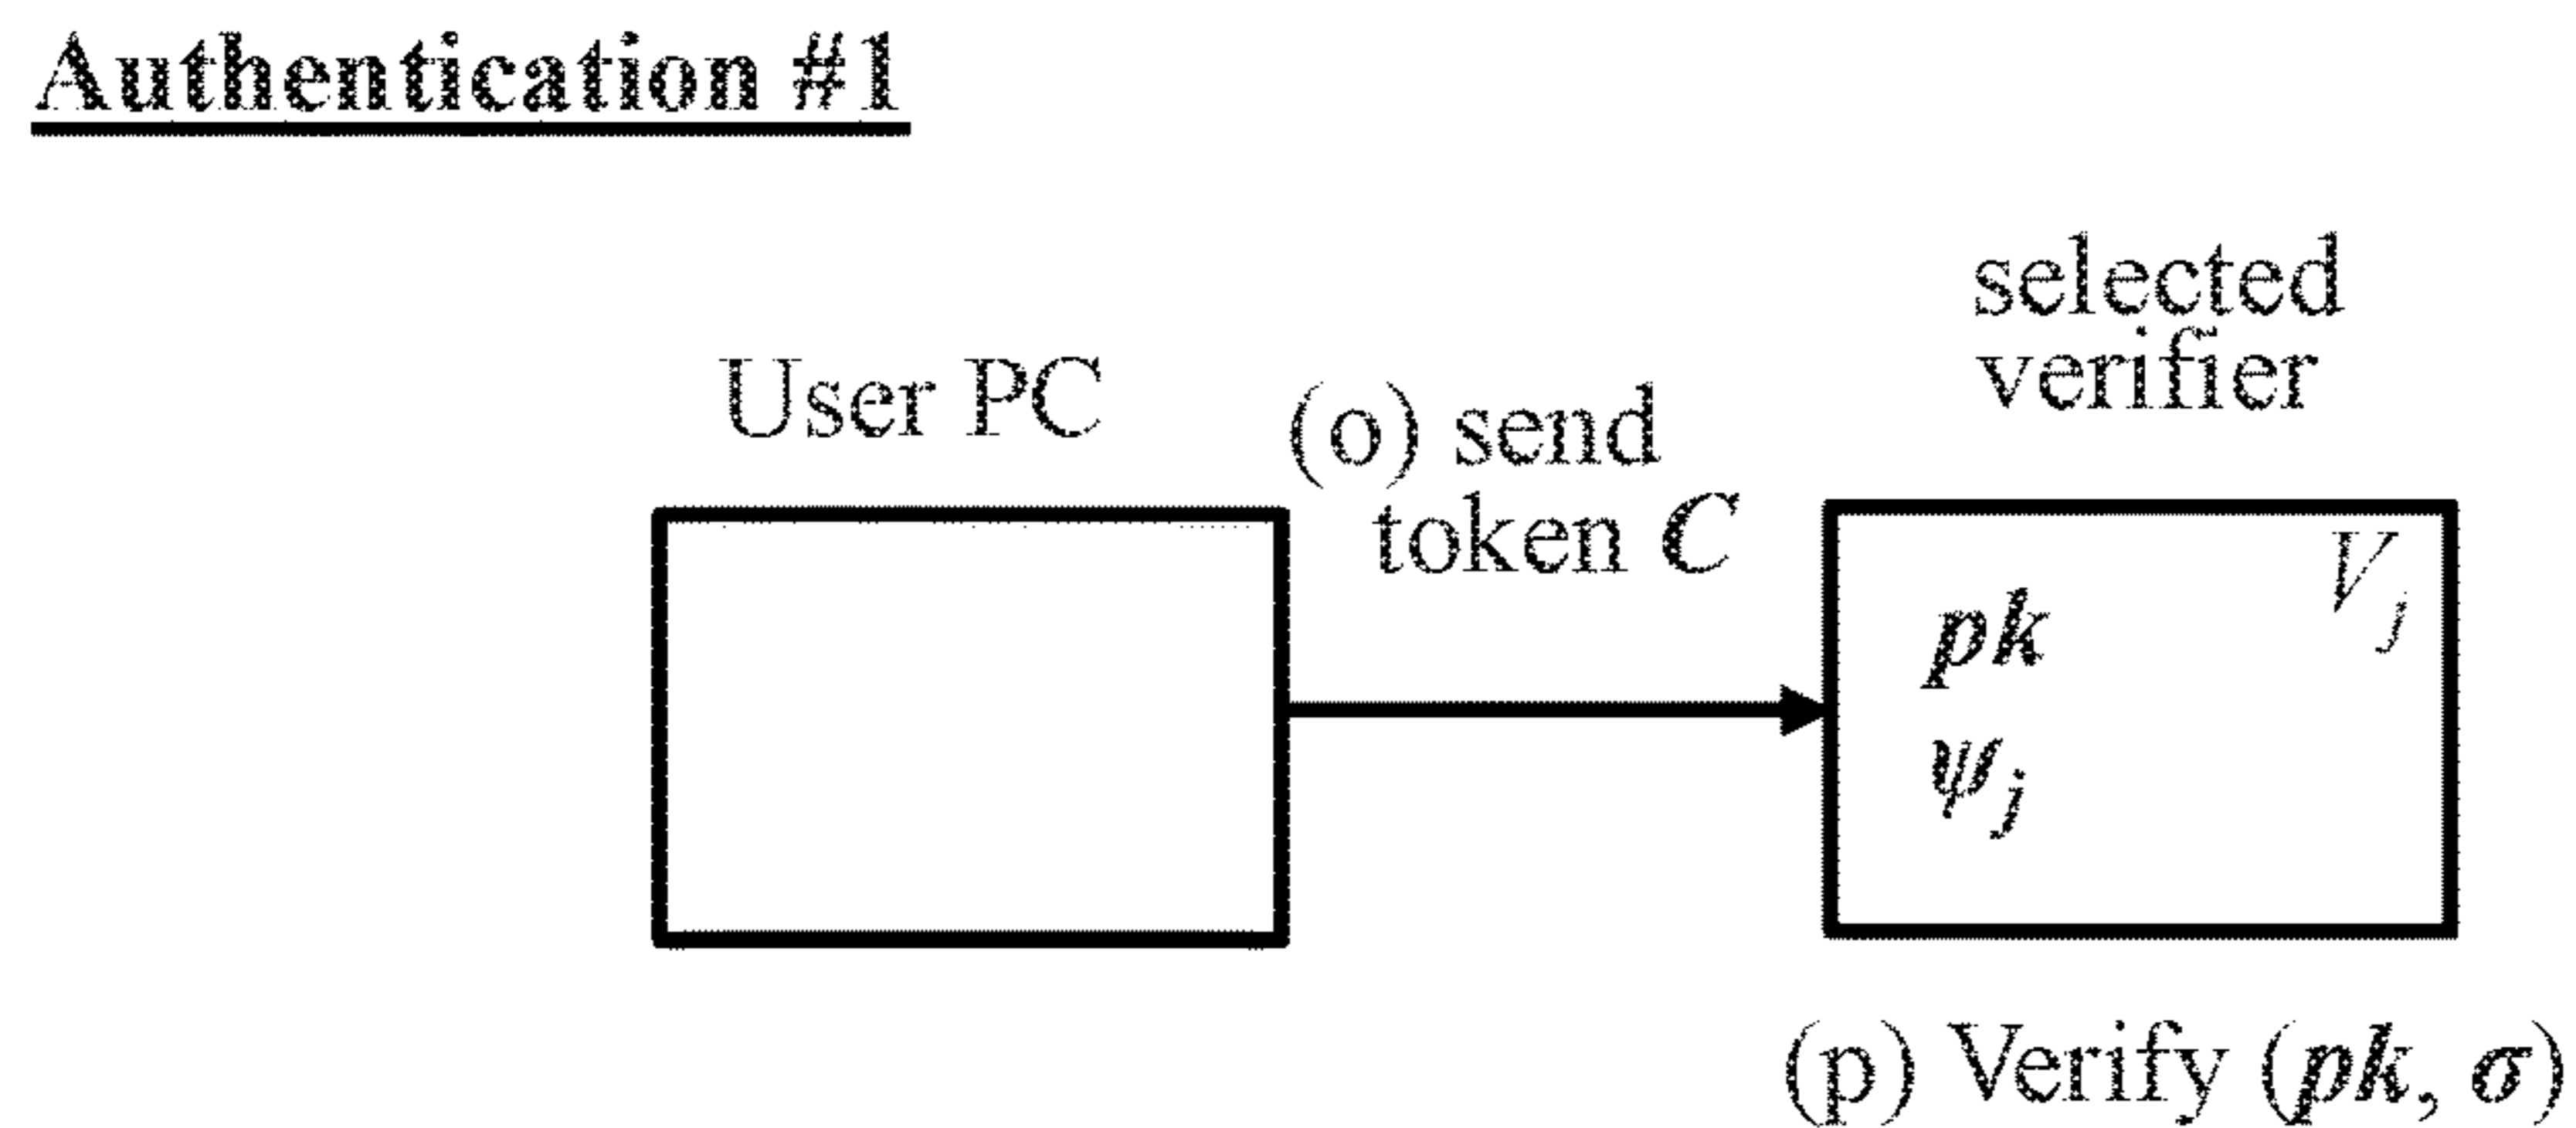 Authentication #1
User PC
(o) send
token C
selected
verifier
V_j
pk
ψ_j
(p) Verify (pk, σ)